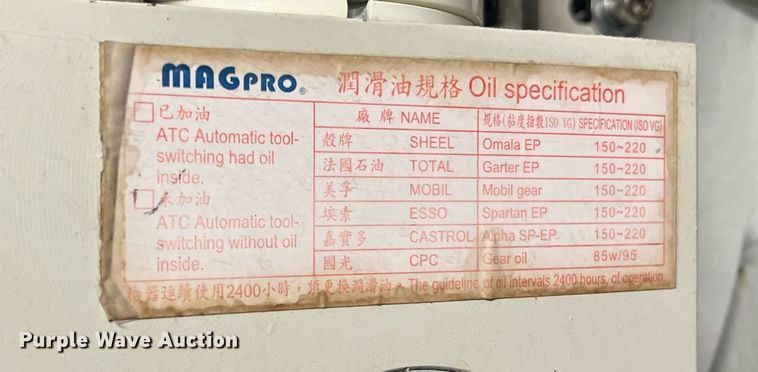 MAGPRO®
潤滑油規格 Oil specification
□已加油
ATC Automatic tool-
switching had oil
inside.
□未加油
ATC Automatic tool-
switching without oil
inside.
廠牌 NAME 規格(黏度指數ISO VG) SPECIFICATION (ISO VG)
殼牌 SHEEL Omala EP 150~220
法國石油 TOTAL Garter EP 150~220
美孚 MOBIL Mobil gear 150~220
埃索 ESSO Spartan EP 150~220
嘉實多 CASTROL Alpha SP-EP 150~220
國光 CPC Gear oil 85w/95
機器連續使用2400小時，須更換潤滑油。The guideline of oil intervals 2400 hours, of operation.
Purple Wave Auction